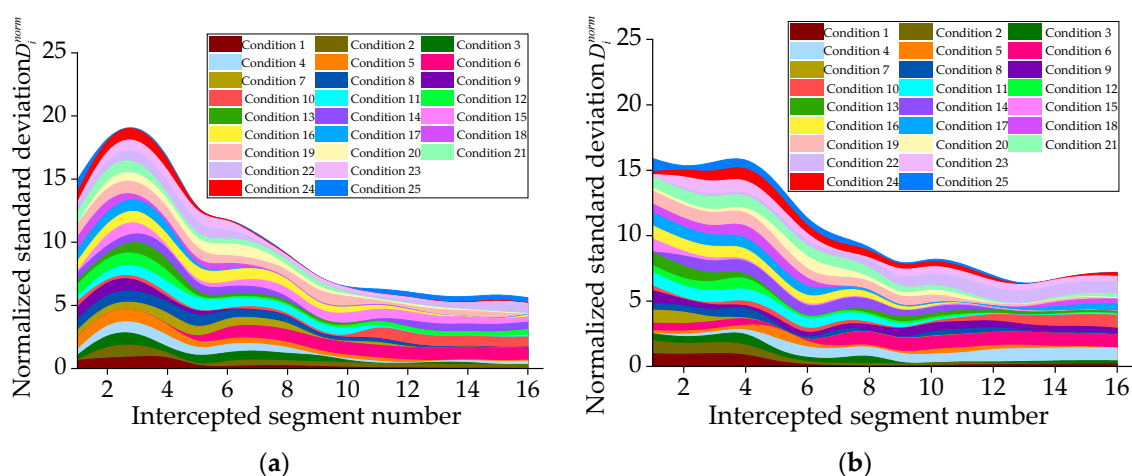 Normalized standard deviation D_i^norm
25
20
15
10
5
0
2 4 6 8 10 12 14 16
Intercepted segment number
Condition 1 Condition 2 Condition 3
Condition 4 Condition 5 Condition 6
Condition 7 Condition 8 Condition 9
Condition 10 Condition 11 Condition 12
Condition 13 Condition 14 Condition 15
Condition 16 Condition 17 Condition 18
Condition 19 Condition 20 Condition 21
Condition 22 Condition 23
Condition 24 Condition 25
(a)
Normalized standard deviation D_i^norm
25
20
15
10
5
0
2 4 6 8 10 12 14 16
Intercepted segment number
Condition 1 Condition 2 Condition 3
Condition 4 Condition 5 Condition 6
Condition 7 Condition 8 Condition 9
Condition 10 Condition 11 Condition 12
Condition 13 Condition 14 Condition 15
Condition 16 Condition 17 Condition 18
Condition 19 Condition 20 Condition 21
Condition 22 Condition 23
Condition 24 Condition 25
(b)